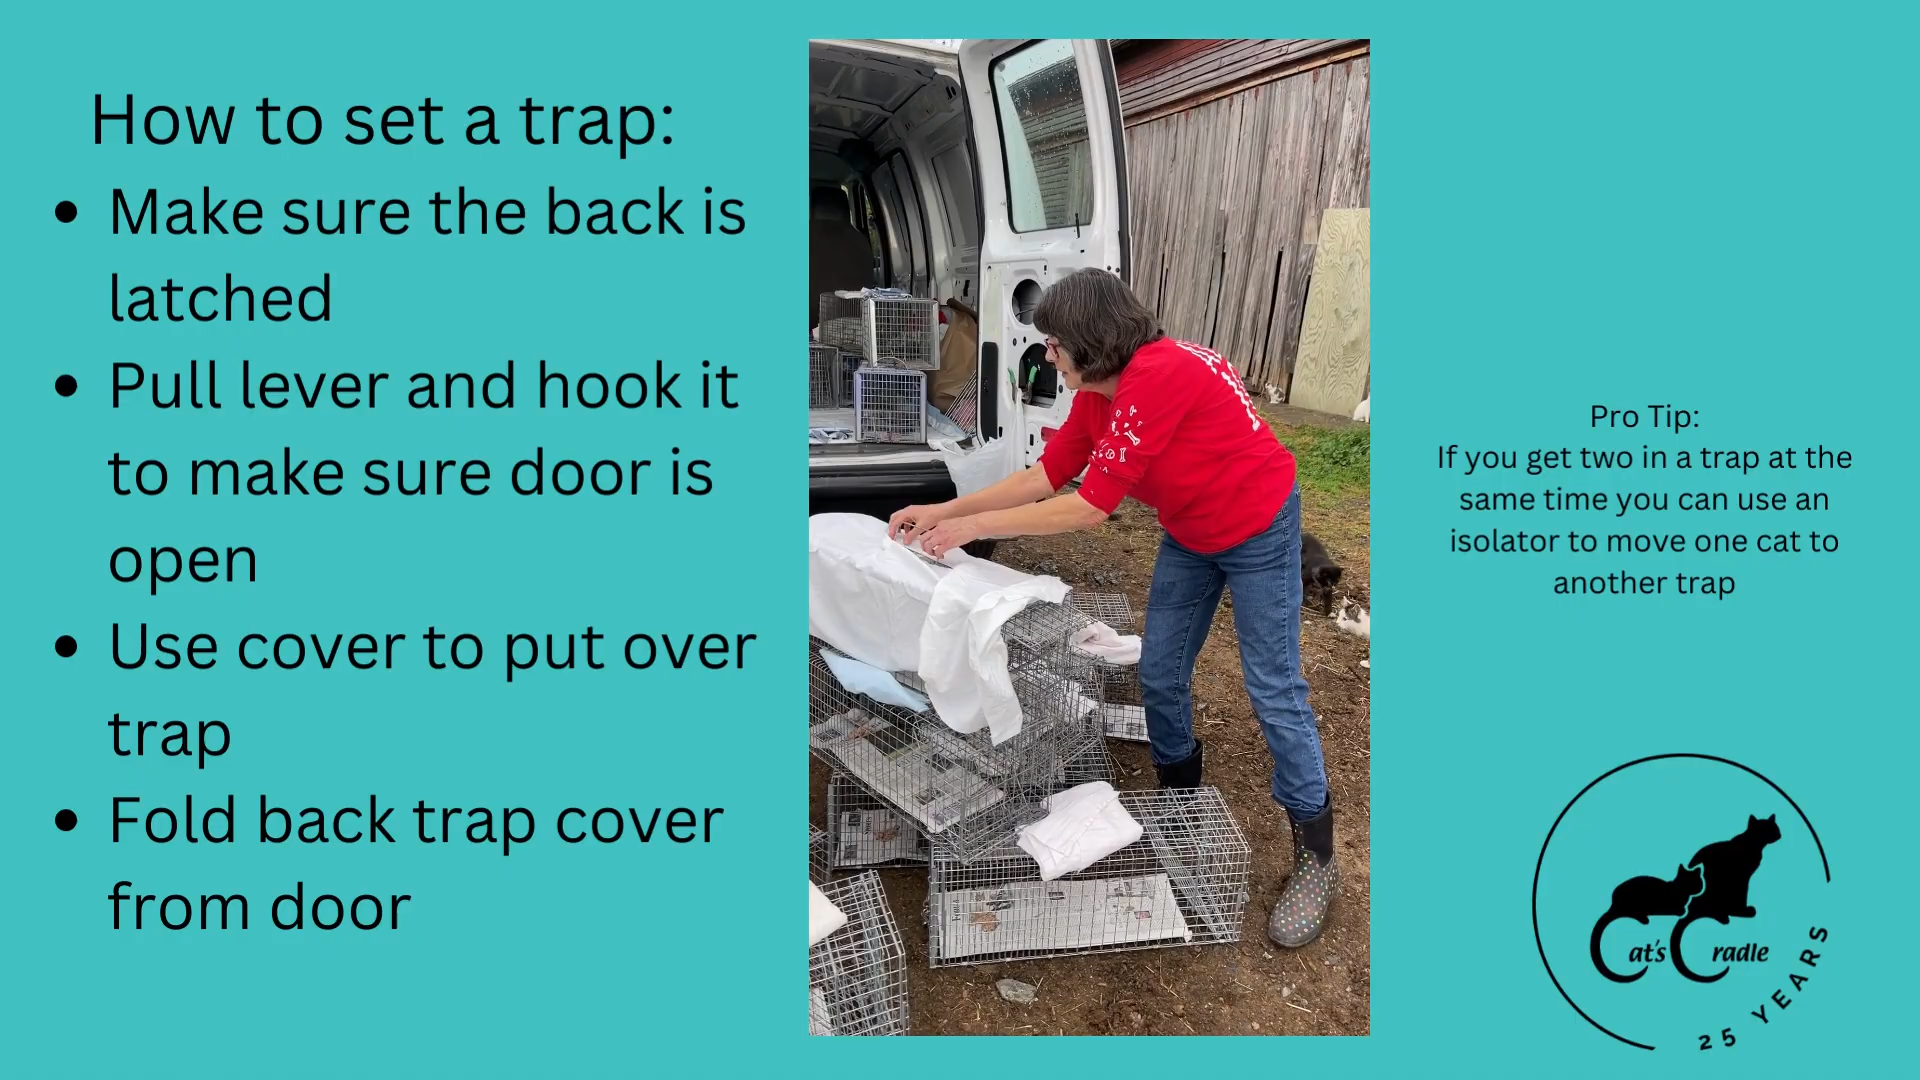 How to set a trap:
• Make sure the back is
latched
• Pull lever and hook it
to make sure door is
open
• Use cover to put over
trap
• Fold back trap cover
from door
Pro Tip:
If you get two in a trap at the
same time you can use an
isolator to move one cat to
another trap
Cat's Cradle
25 YEARS